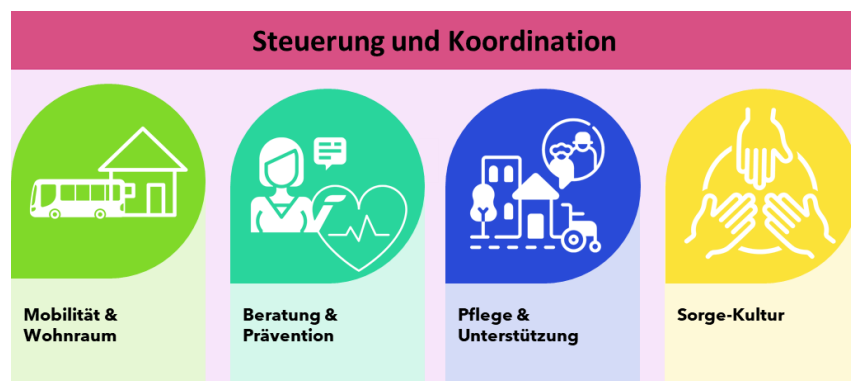 Steuerung und Koordination
Mobilität &
Wohnraum
Beratung &
Prävention
Pflege &
Unterstützung
Sorge-Kultur